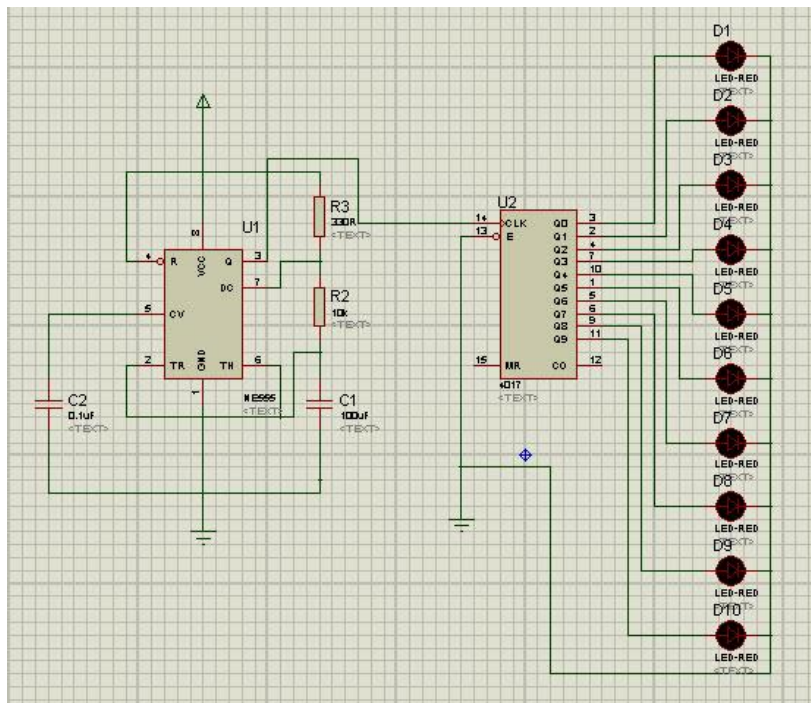 D1
LED-RED
<TEXT>
D2
LED-RED
<TEXT>
D3
LED-RED
<TEXT>
D4
LED-RED
<TEXT>
D5
LED-RED
<TEXT>
D6
LED-RED
<TEXT>
D7
LED-RED
<TEXT>
D8
LED-RED
<TEXT>
D9
LED-RED
<TEXT>
D10
LED-RED
<TEXT>
U1
8
VCC
4 R
Q 3
DC 7
5 CV
2 TR
GND
TH 6
1
NE555
<TEXT>
R3
330R
<TEXT>
R2
10k
<TEXT>
C2
0.1uF
<TEXT>
C1
100uF
<TEXT>
U2
14 CLK
13 E
Q0 3
Q1 2
Q2 4
Q3 7
Q4 10
Q5 1
Q6 5
Q7 6
Q8 9
Q9 11
15 MR
CO 12
4017
<TEXT>